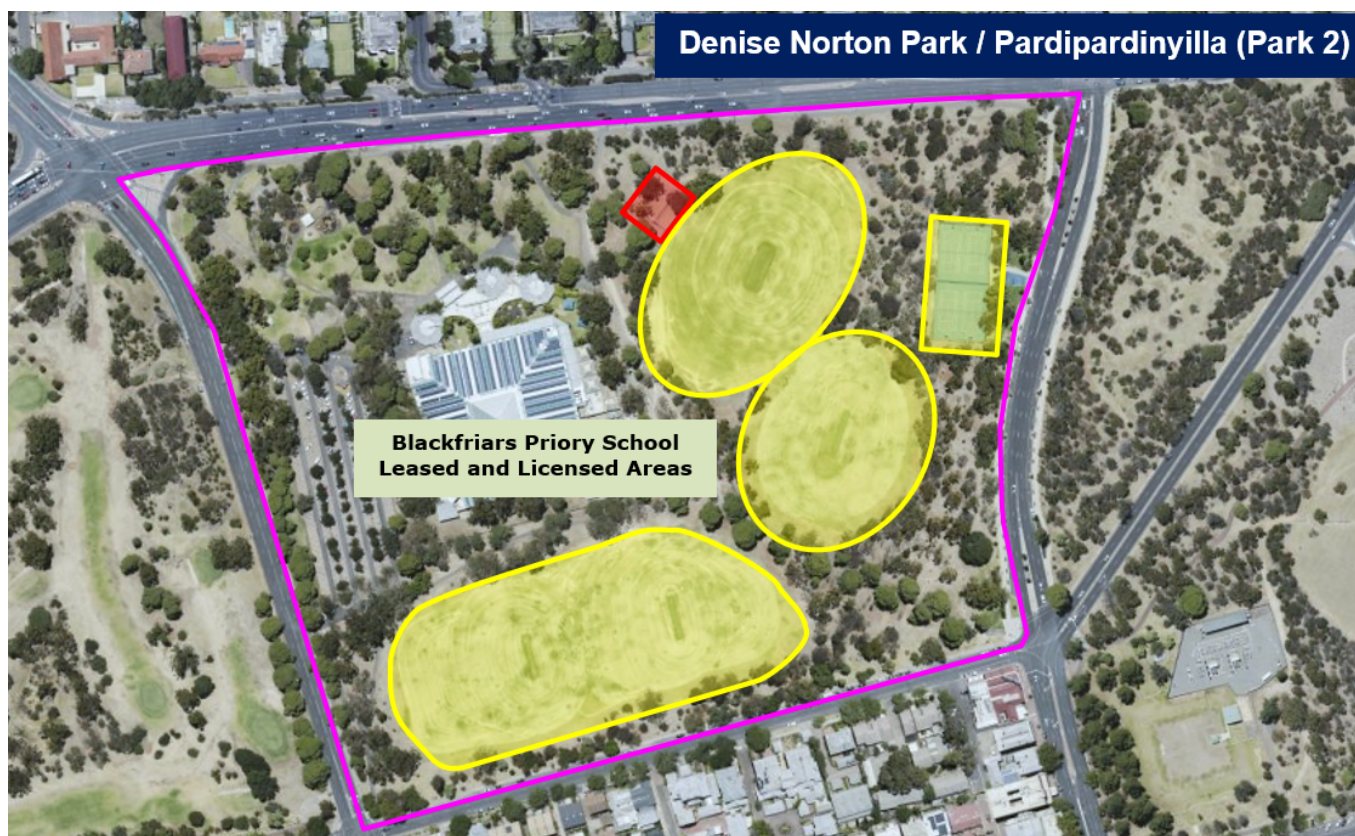 Denise Norton Park / Pardipardinyilla (Park 2)
Blackfriars Priory School
Leased and Licensed Areas